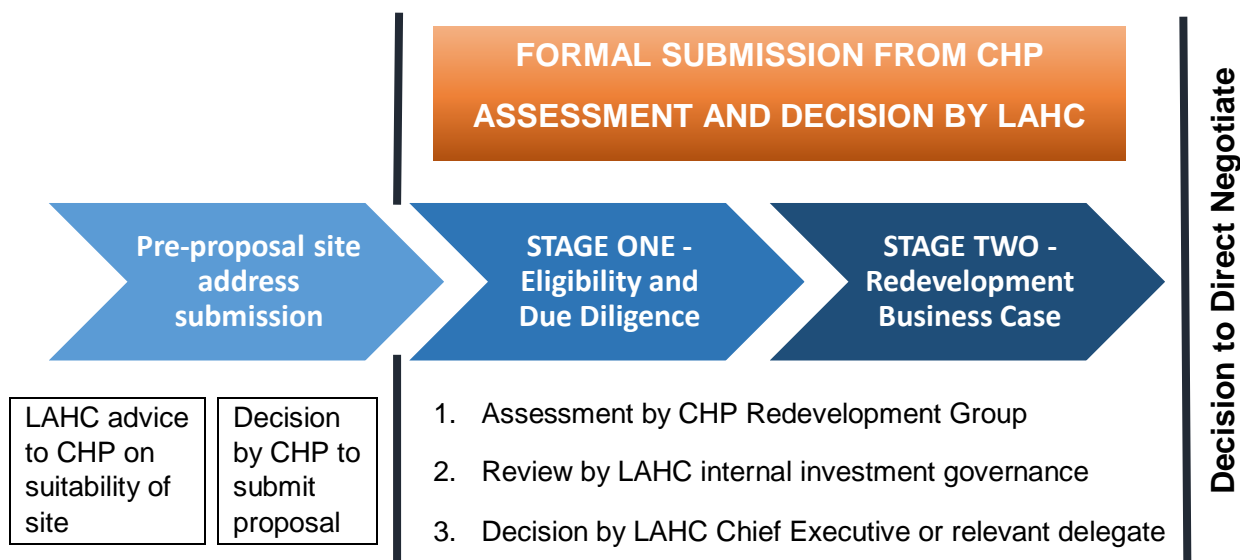 FORMAL SUBMISSION FROM CHP
ASSESSMENT AND DECISION BY LAHC
Pre-proposal site
address
submission
STAGE ONE -
Eligibility and
Due Diligence
STAGE TWO -
Redevelopment
Business Case
LAHC advice
to CHP on
suitability of
site
Decision
by CHP to
submit
proposal
1. Assessment by CHP Redevelopment Group
2. Review by LAHC internal investment governance
3. Decision by LAHC Chief Executive or relevant delegate
Decision to Direct Negotiate